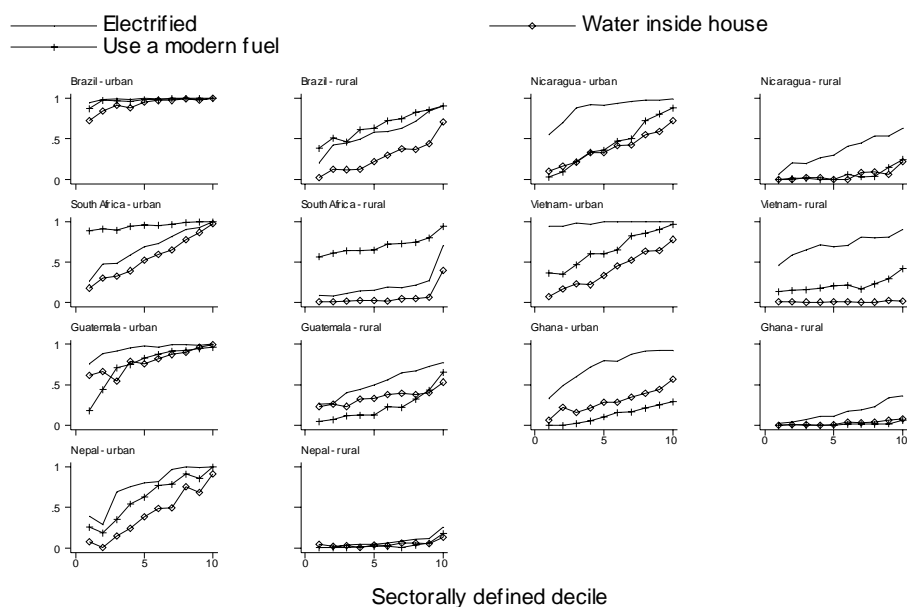 Electrified
Water inside house
Use a modern fuel
Brazil - urban
Brazil - rural
Nicaragua - urban
Nicaragua - rural
1
.5
0
South Africa - urban
South Africa - rural
Vietnam - urban
Vietnam - rural
1
.5
0
Guatemala - urban
Guatemala - rural
Ghana - urban
Ghana - rural
1
.5
0
0 5 10
0 5 10
Nepal - urban
Nepal - rural
1
.5
0
0 5 10
0 5 10
Sectorally defined decile